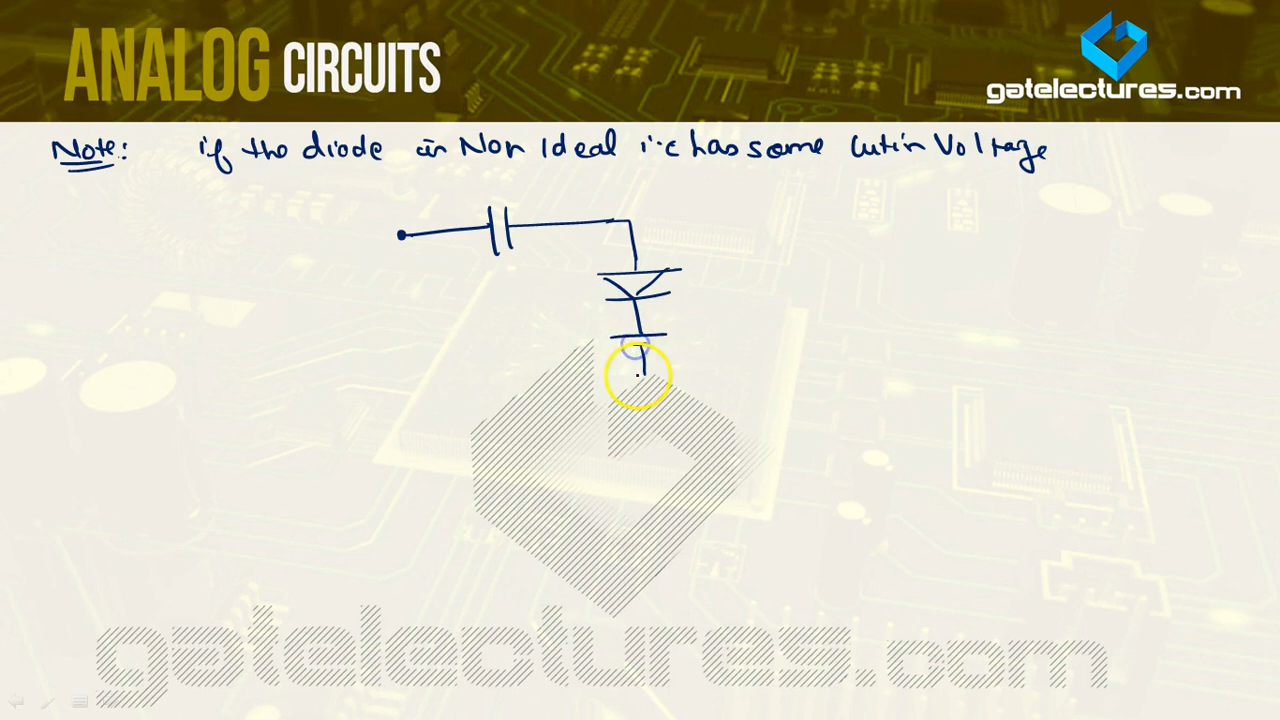 ANALOG CIRCUITS
gatelectures.com
Note: if the diode is Non Ideal i.e has some Cutin Voltage
gatelectures.com